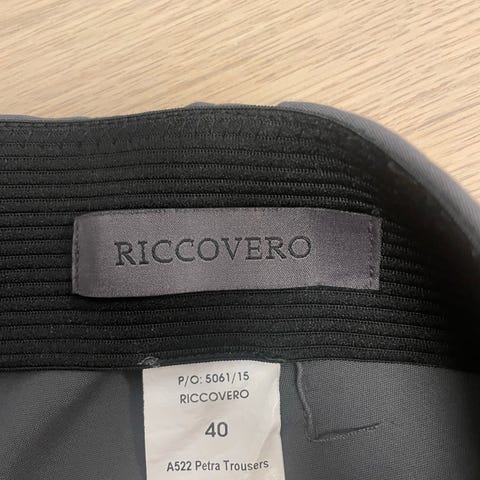 RICCOVERO
P/O: 5061/15
RICCOVERO
40
A522 Petra Trousers